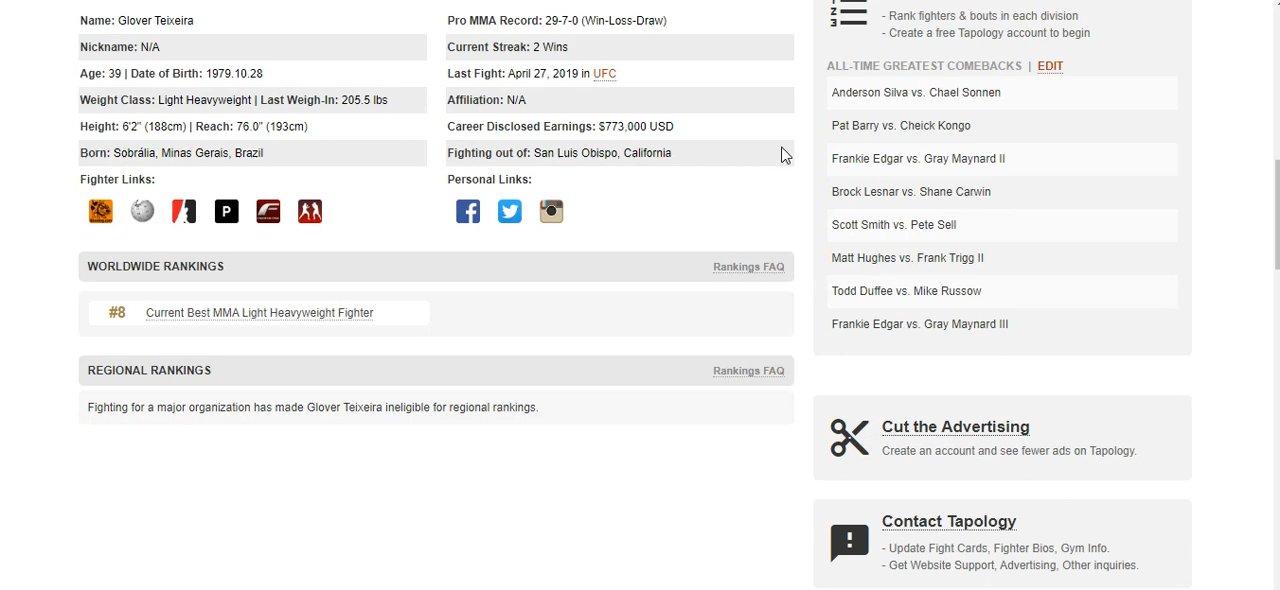 Name: Glover Teixeira
Nickname: N/A
Age: 39 | Date of Birth: 1979.10.28
Weight Class: Light Heavyweight | Last Weigh-In: 205.5 lbs
Height: 6'2" (188cm) | Reach: 76.0" (193cm)
Born: Sobrália, Minas Gerais, Brazil
Fighter Links:
P
Pro MMA Record: 29-7-0 (Win-Loss-Draw)
Current Streak: 2 Wins
Last Fight: April 27, 2019 in UFC
Affiliation: N/A
Career Disclosed Earnings: $773,000 USD
Fighting out of: San Luis Obispo, California
Personal Links:
WORLDWIDE RANKINGS
Rankings FAQ
#8 Current Best MMA Light Heavyweight Fighter
REGIONAL RANKINGS
Rankings FAQ
Fighting for a major organization has made Glover Teixeira ineligible for regional rankings.
- Rank fighters & bouts in each division
- Create a free Tapology account to begin
ALL-TIME GREATEST COMEBACKS | EDIT
Anderson Silva vs. Chael Sonnen
Pat Barry vs. Cheick Kongo
Frankie Edgar vs. Gray Maynard II
Brock Lesnar vs. Shane Carwin
Scott Smith vs. Pete Sell
Matt Hughes vs. Frank Trigg II
Todd Duffee vs. Mike Russow
Frankie Edgar vs. Gray Maynard III
Cut the Advertising
Create an account and see fewer ads on Tapology.
Contact Tapology
- Update Fight Cards, Fighter Bios, Gym Info.
- Get Website Support, Advertising, Other inquiries.